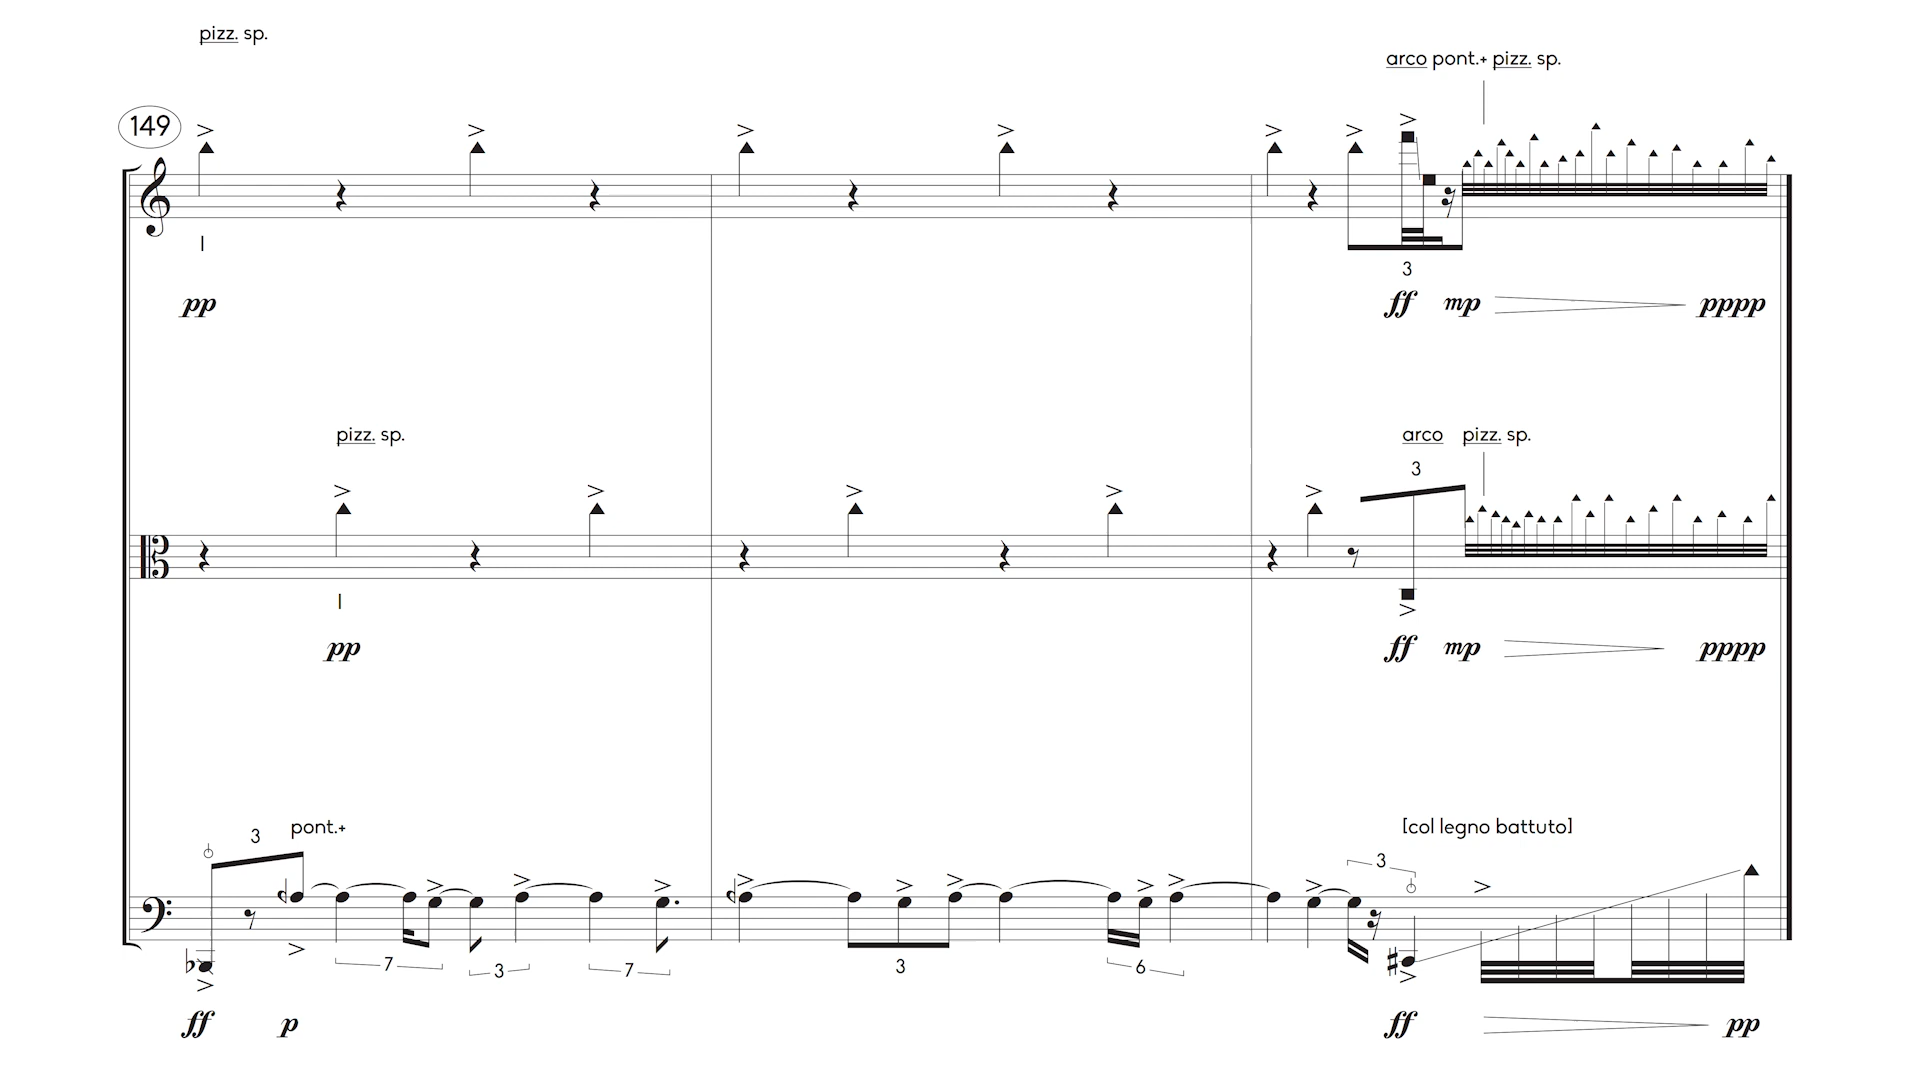 pizz. sp.
arco pont.+ pizz. sp.
149
I
3
pp
ff mp pppp
pizz. sp.
arco pizz. sp.
3
I
pp
ff mp pppp
3 pont.+
[col legno battuto]
3
7 3 7 3 6
ff p
ff pp